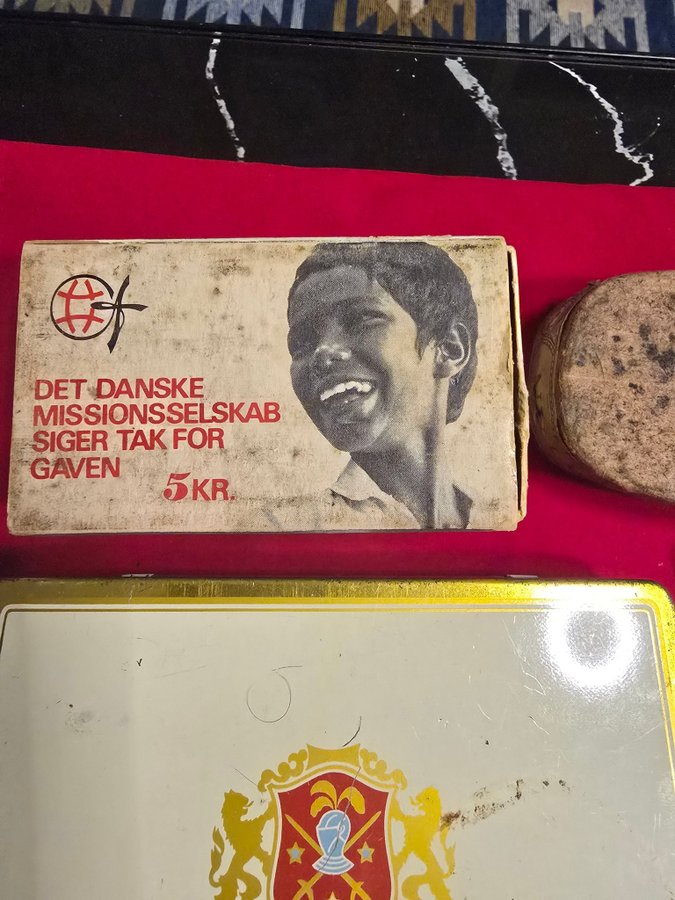 DET DANSKE
MISSIONSSELSKAB
SIGER TAK FOR
GAVEN
5 KR.